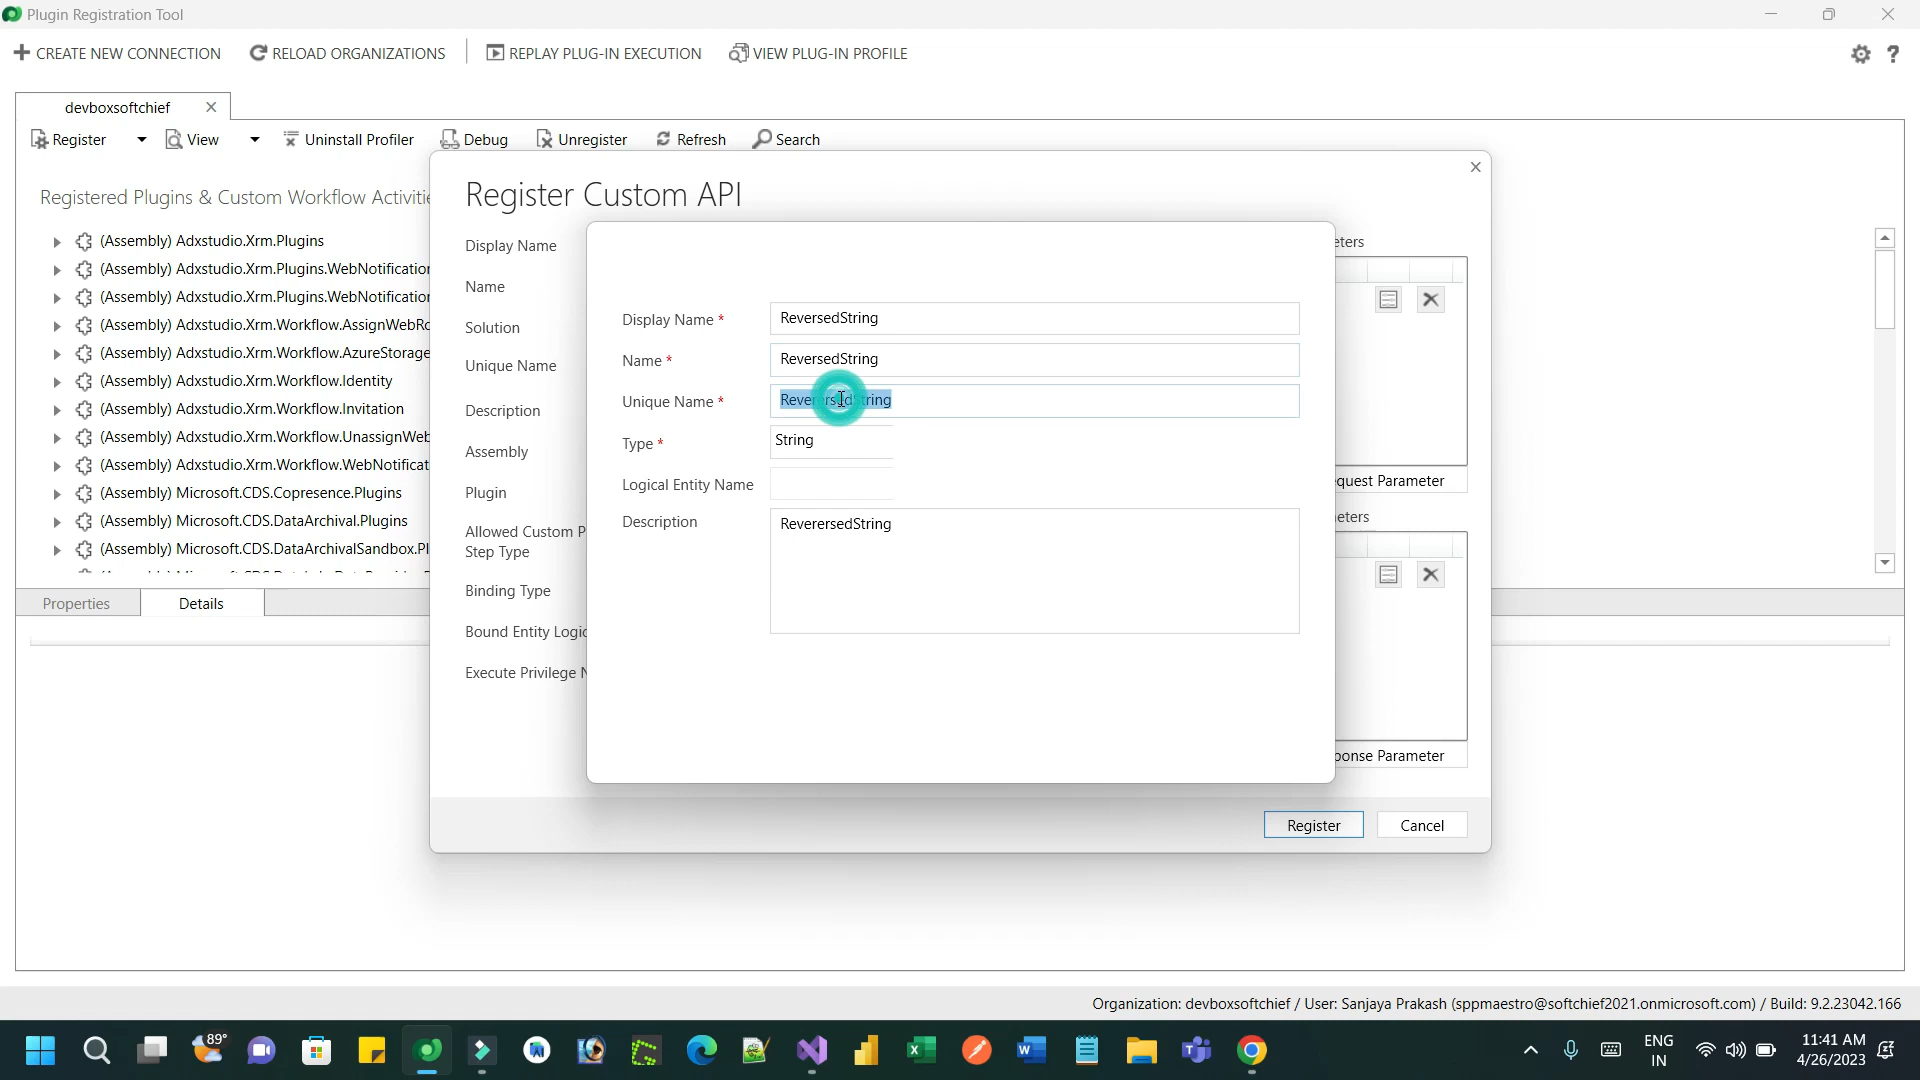 Plugin Registration Tool
CREATE NEW CONNECTION
RELOAD ORGANIZATIONS
REPLAY PLUG-IN EXECUTION
VIEW PLUG-IN PROFILE
devboxsoftchief
Register
View
Uninstall Profiler
Debug
Unregister
Refresh
Search
Registered Plugins & Custom Workflow Activitie
(Assembly) Adxstudio.Xrm.Plugins
(Assembly) Adxstudio.Xrm.Plugins.WebNotification
(Assembly) Adxstudio.Xrm.Plugins.WebNotification
(Assembly) Adxstudio.Xrm.Workflow.AssignWebRo
(Assembly) Adxstudio.Xrm.Workflow.AzureStorage
(Assembly) Adxstudio.Xrm.Workflow.Identity
(Assembly) Adxstudio.Xrm.Workflow.Invitation
(Assembly) Adxstudio.Xrm.Workflow.UnassignWeb
(Assembly) Adxstudio.Xrm.Workflow.WebNotificat
(Assembly) Microsoft.CDS.Copresence.Plugins
(Assembly) Microsoft.CDS.DataArchival.Plugins
(Assembly) Microsoft.CDS.DataArchivalSandbox.Pl
Properties
Details
Register Custom API
Display Name
Name
Solution
Unique Name
Description
Assembly
Plugin
Allowed Custom P
Step Type
Binding Type
Bound Entity Logic
Execute Privilege N
Display Name *
ReversedString
Name *
ReversedString
Unique Name *
ReverersedString
Type *
String
Logical Entity Name
Description
ReverersedString
eters
quest Parameter
eters
ponse Parameter
Register
Cancel
Organization: devboxsoftchief / User: Sanjaya Prakash (sppmaestro@softchief2021.onmicrosoft.com) / Build: 9.2.23042.166
89°
ENG
IN
11:41 AM
4/26/2023